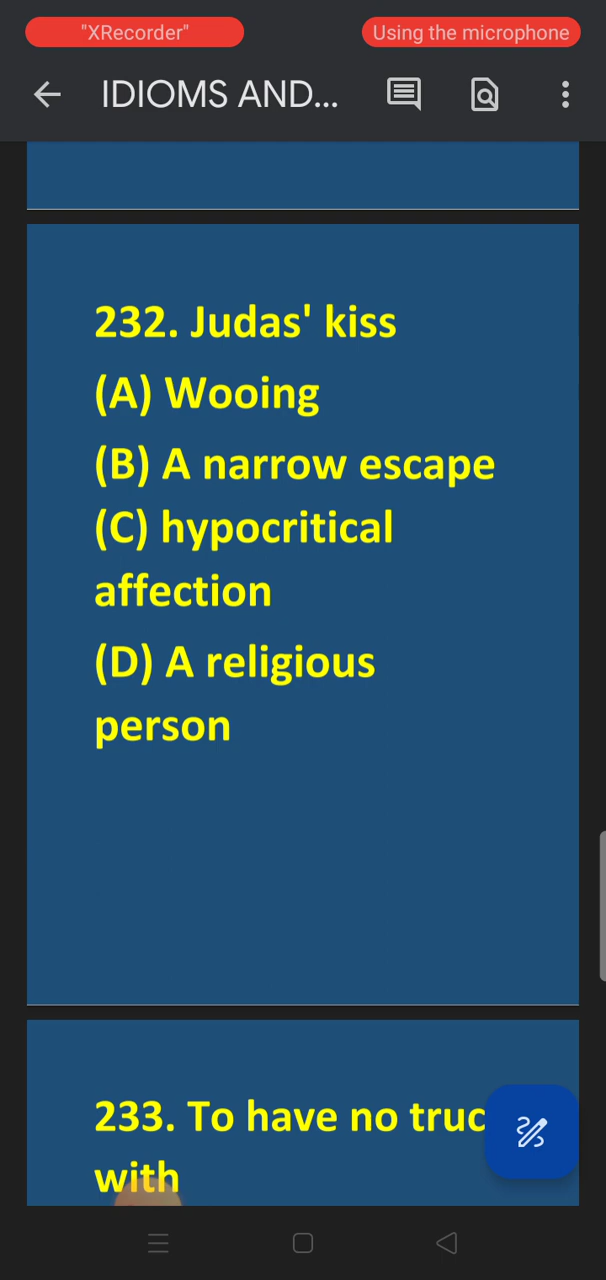 "XRecorder"
Using the microphone
IDIOMS AND...
232. Judas' kiss
(A) Wooing
(B) A narrow escape
(C) hypocritical
affection
(D) A religious
person
233. To have no truc
with